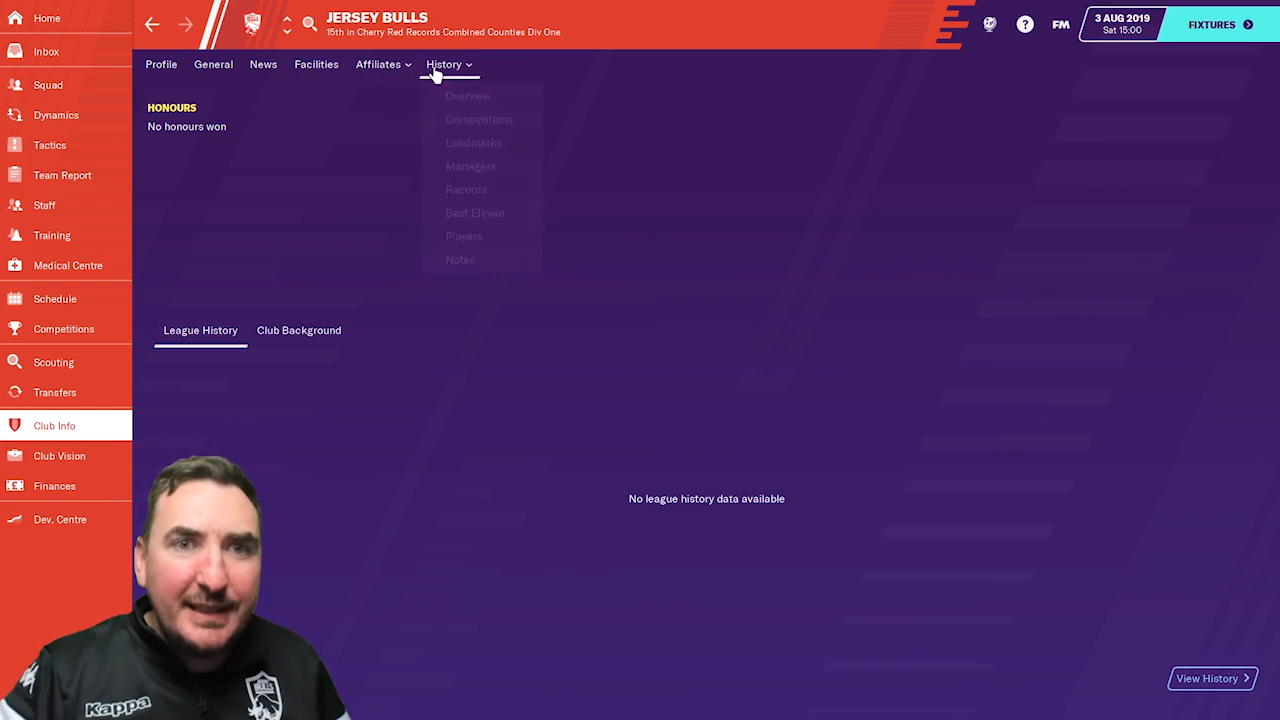 Home
Inbox
Squad
Dynamics
Tactics
Team Report
Staff
Training
Medical Centre
Schedule
Competitions
Scouting
Transfers
Club Info
Club Vision
Finances
Dev. Centre
JERSEY BULLS
15th in Cherry Red Records Combined Counties Div One
FM
3 AUG 2019
Sat 15:00
FIXTURES
Profile General News Facilities Affiliates History
Overview
Competitions
Landmarks
Managers
Records
Best Eleven
Players
Notes
HONOURS
No honours won
League History Club Background
No league history data available
View History
Kappa
BULLS